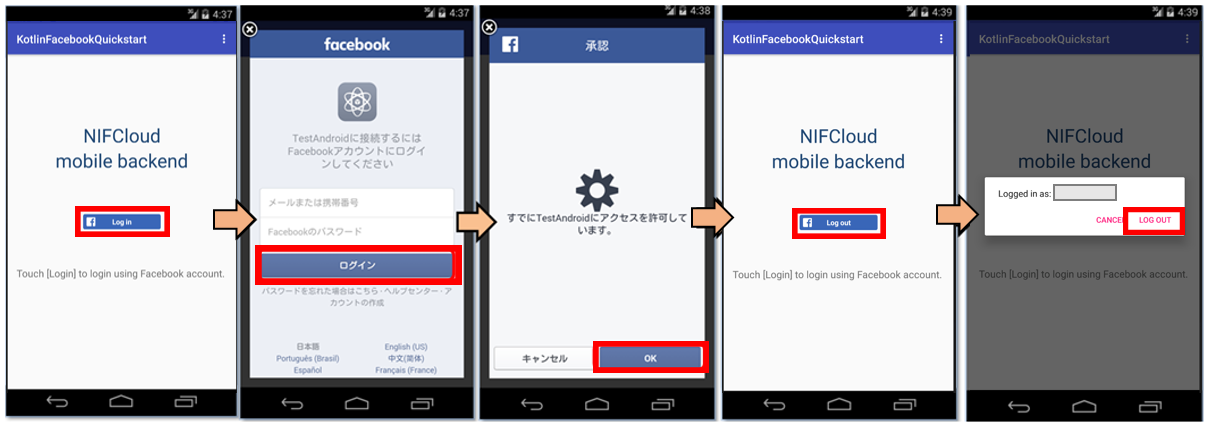 4:37
KotlinFacebookQuickstart
NIFCloud
mobile backend
Log in
Touch [Login] to login using Facebook account.
4:37
facebook
TestAndroidに接続するには
Facebookアカウントにログイ
ンしてください
メールまたは携帯番号
Facebookのパスワード
ログイン
パスワードを忘れた場合はこちら·ヘルプセンター·ア
カウントの作成
日本語
English (US)
Português (Brasil)
中文(简体)
Español
Français (France)
4:38
承認
すでにTestAndroidにアクセスを許可して
います。
キャンセル
OK
4:39
KotlinFacebookQuickstart
NIFCloud
mobile backend
Log out
Touch [Login] to login using Facebook account.
4:39
KotlinFacebookQuickstart
NIFCloud
mobile backend
Logged in as:
CANCEL
LOG OUT
Touch [Login] to login using Facebook account.